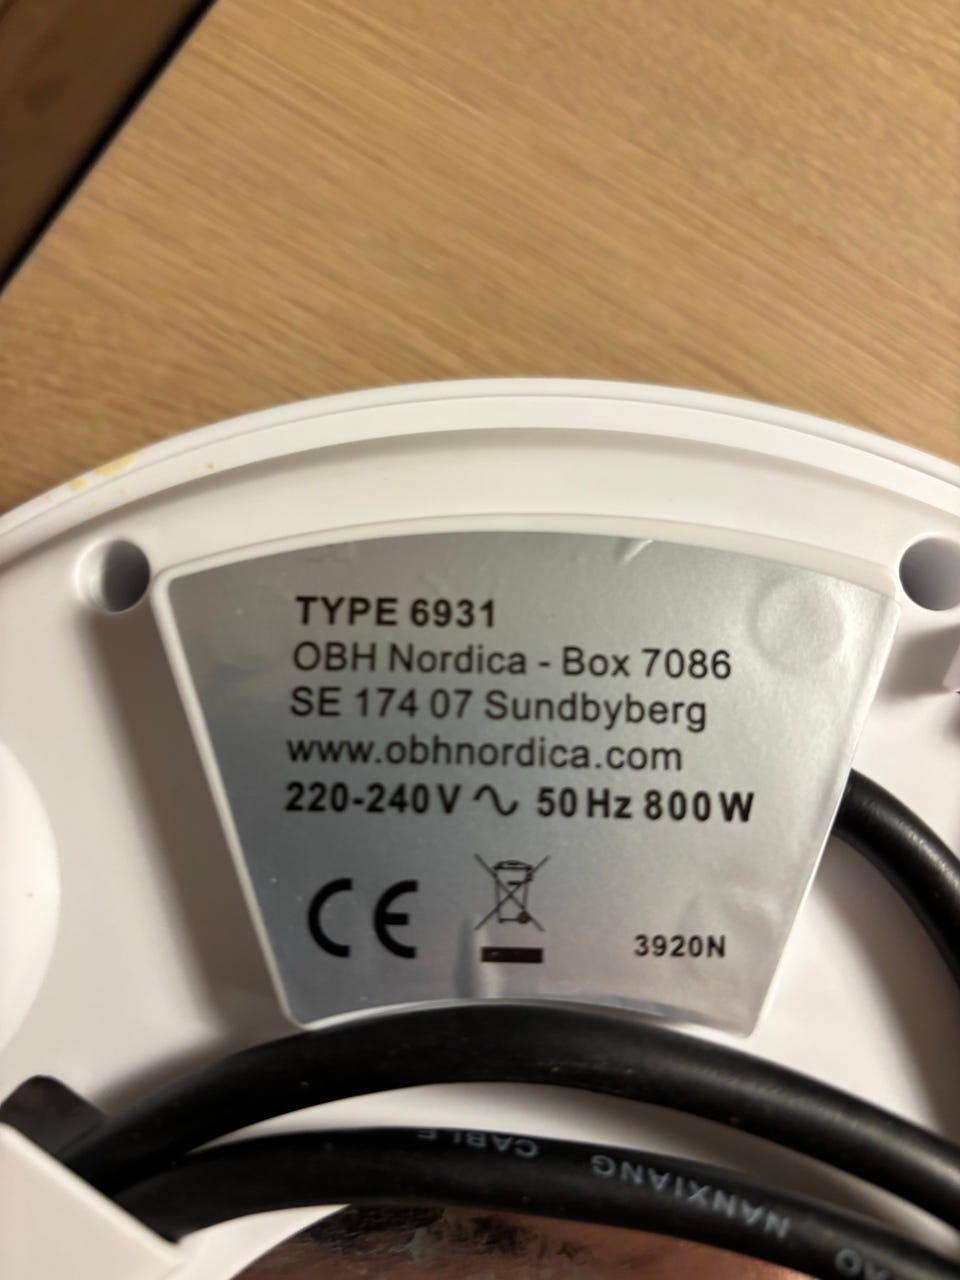 TYPE 6931
OBH Nordica - Box 7086
SE 174 07 Sundbyberg
www.obhnordica.com
220-240V ∿ 50Hz 800W
CE
3920N
CABLE NANXIANG